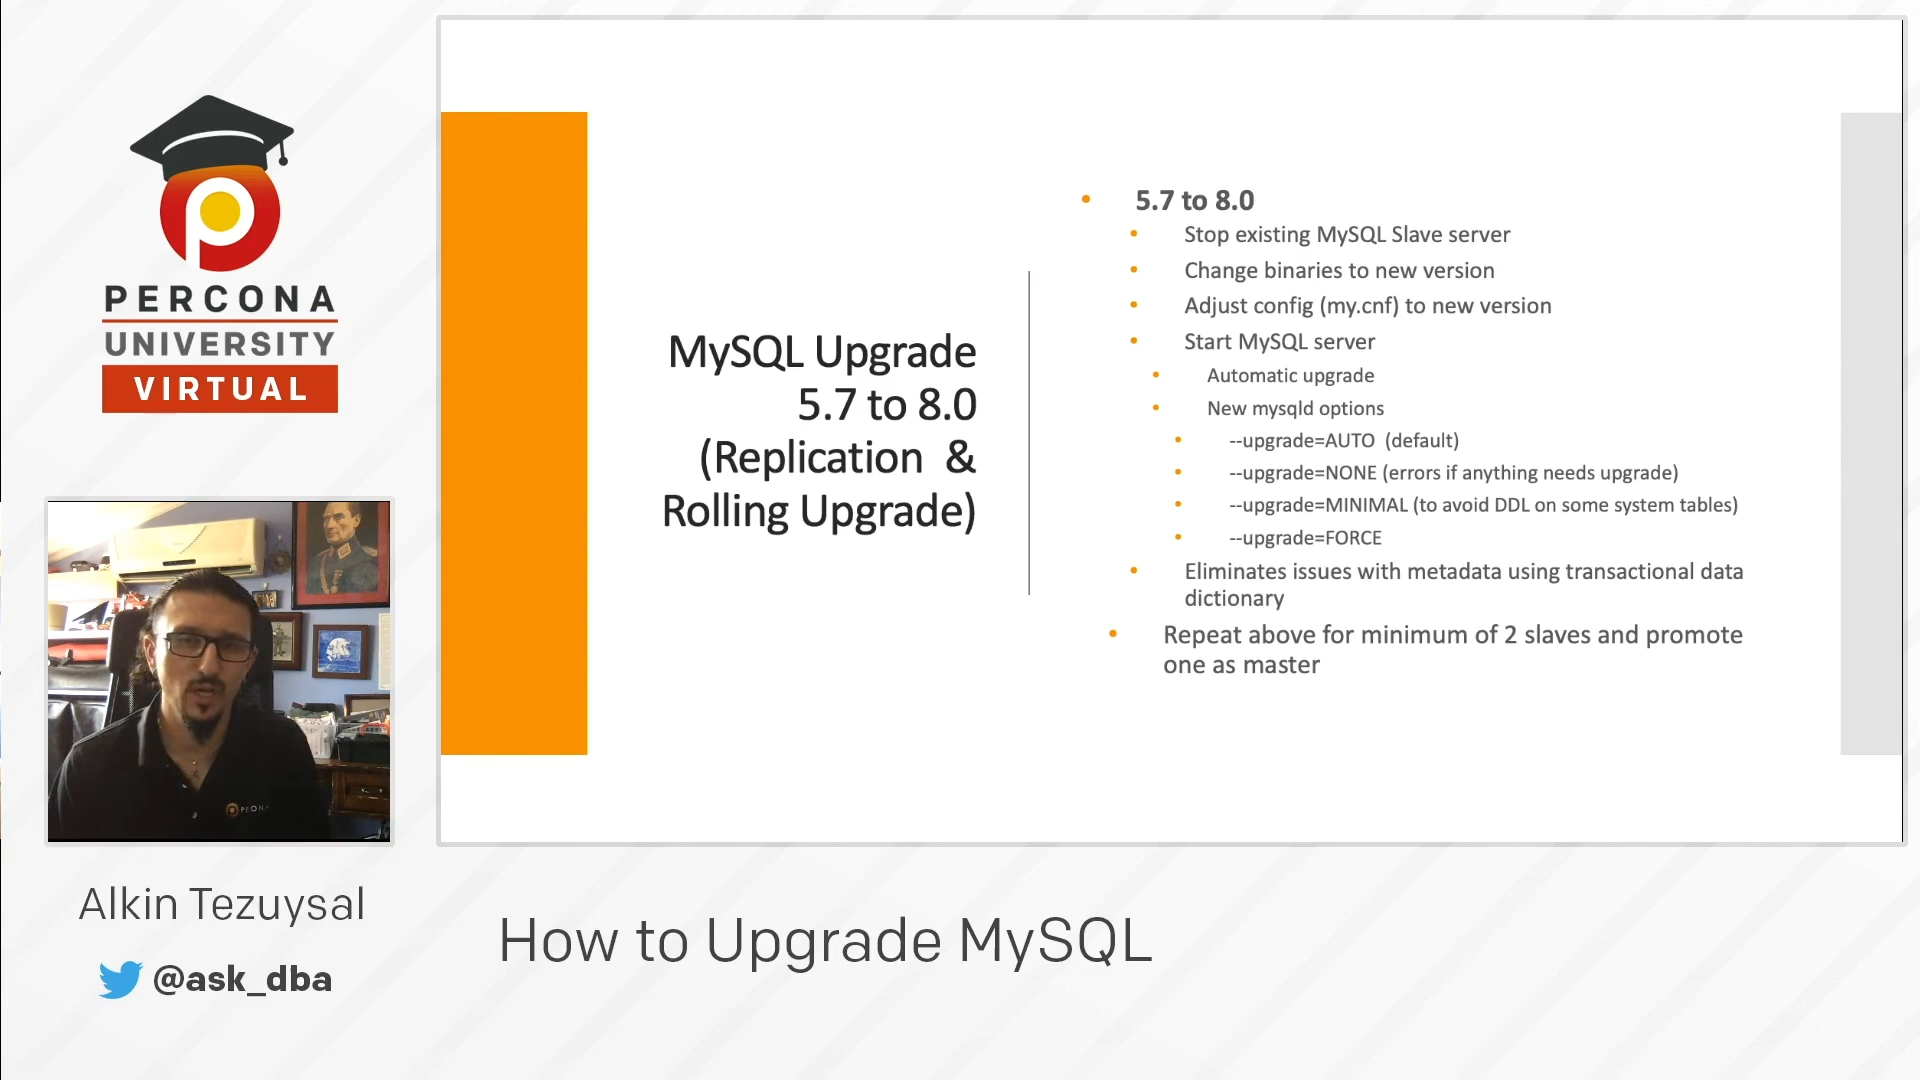 PERCONA
UNIVERSITY
VIRTUAL
MySQL Upgrade
5.7 to 8.0
(Replication &
Rolling Upgrade)
• 5.7 to 8.0
• Stop existing MySQL Slave server
• Change binaries to new version
• Adjust config (my.cnf) to new version
• Start MySQL server
• Automatic upgrade
• New mysqld options
• --upgrade=AUTO (default)
• --upgrade=NONE (errors if anything needs upgrade)
• --upgrade=MINIMAL (to avoid DDL on some system tables)
• --upgrade=FORCE
• Eliminates issues with metadata using transactional data
dictionary
• Repeat above for minimum of 2 slaves and promote
one as master
Alkin Tezuysal
@ask_dba
How to Upgrade MySQL